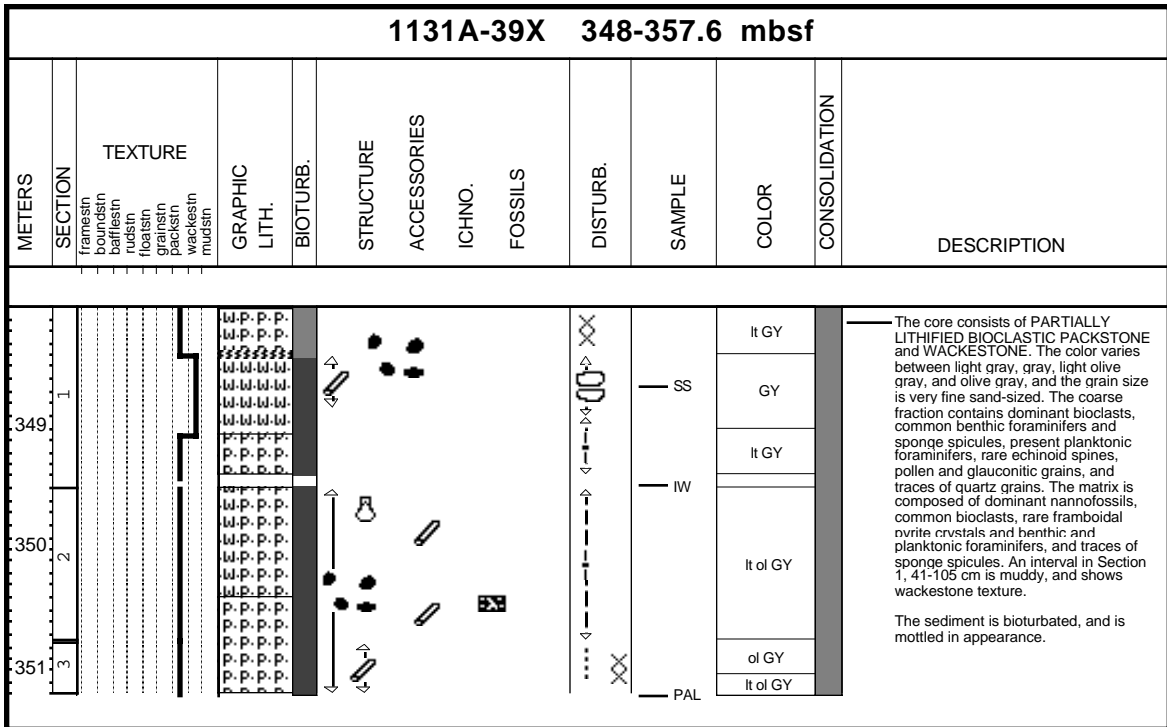 1131A-39X 348-357.6 mbsf
METERS
SECTION
TEXTURE
framestn
boundstn
bafflestn
rudstn
floatstn
grainstn
packstn
wackestn
mudstn
GRAPHIC
LITH.
BIOTURB.
STRUCTURE
ACCESSORIES
ICHNO.
FOSSILS
DISTURB.
SAMPLE
COLOR
CONSOLIDATION
DESCRIPTION
349
350
351
1
2
3
W P P P
W P P P
W W W W
W W W W
W W W W
W W W W
P P P P
P P P P
W P P P
W P P P
W P P P
W P P P
W P P P
W P P P
P P P P
P P P P
P P P P
P P P P
P P P P
SS
IW
PAL
lt GY
GY
lt GY
lt ol GY
ol GY
lt ol GY
The core consists of PARTIALLY
LITHIFIED BIOCLASTIC PACKSTONE
and WACKESTONE. The color varies
between light gray, gray, light olive
gray, and olive gray, and the grain size
is very fine sand-sized. The coarse
fraction contains dominant bioclasts,
common benthic foraminifers and
sponge spicules, present planktonic
foraminifers, rare echinoid spines,
pollen and glauconitic grains, and
traces of quartz grains. The matrix is
composed of dominant nannofossils,
common bioclasts, rare framboidal
pyrite crystals and benthic and
planktonic foraminifers, and traces of
sponge spicules. An interval in Section
1, 41-105 cm is muddy, and shows
wackestone texture.
The sediment is bioturbated, and is
mottled in appearance.